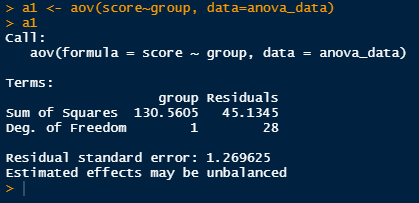 > a1 <- aov(score~group, data=anova_data)
> a1
Call:
   aov(formula = score ~ group, data = anova_data)

Terms:
                   group Residuals
Sum of Squares  130.5605   45.1345
Deg. of Freedom        1        28

Residual standard error: 1.269625
Estimated effects may be unbalanced
>